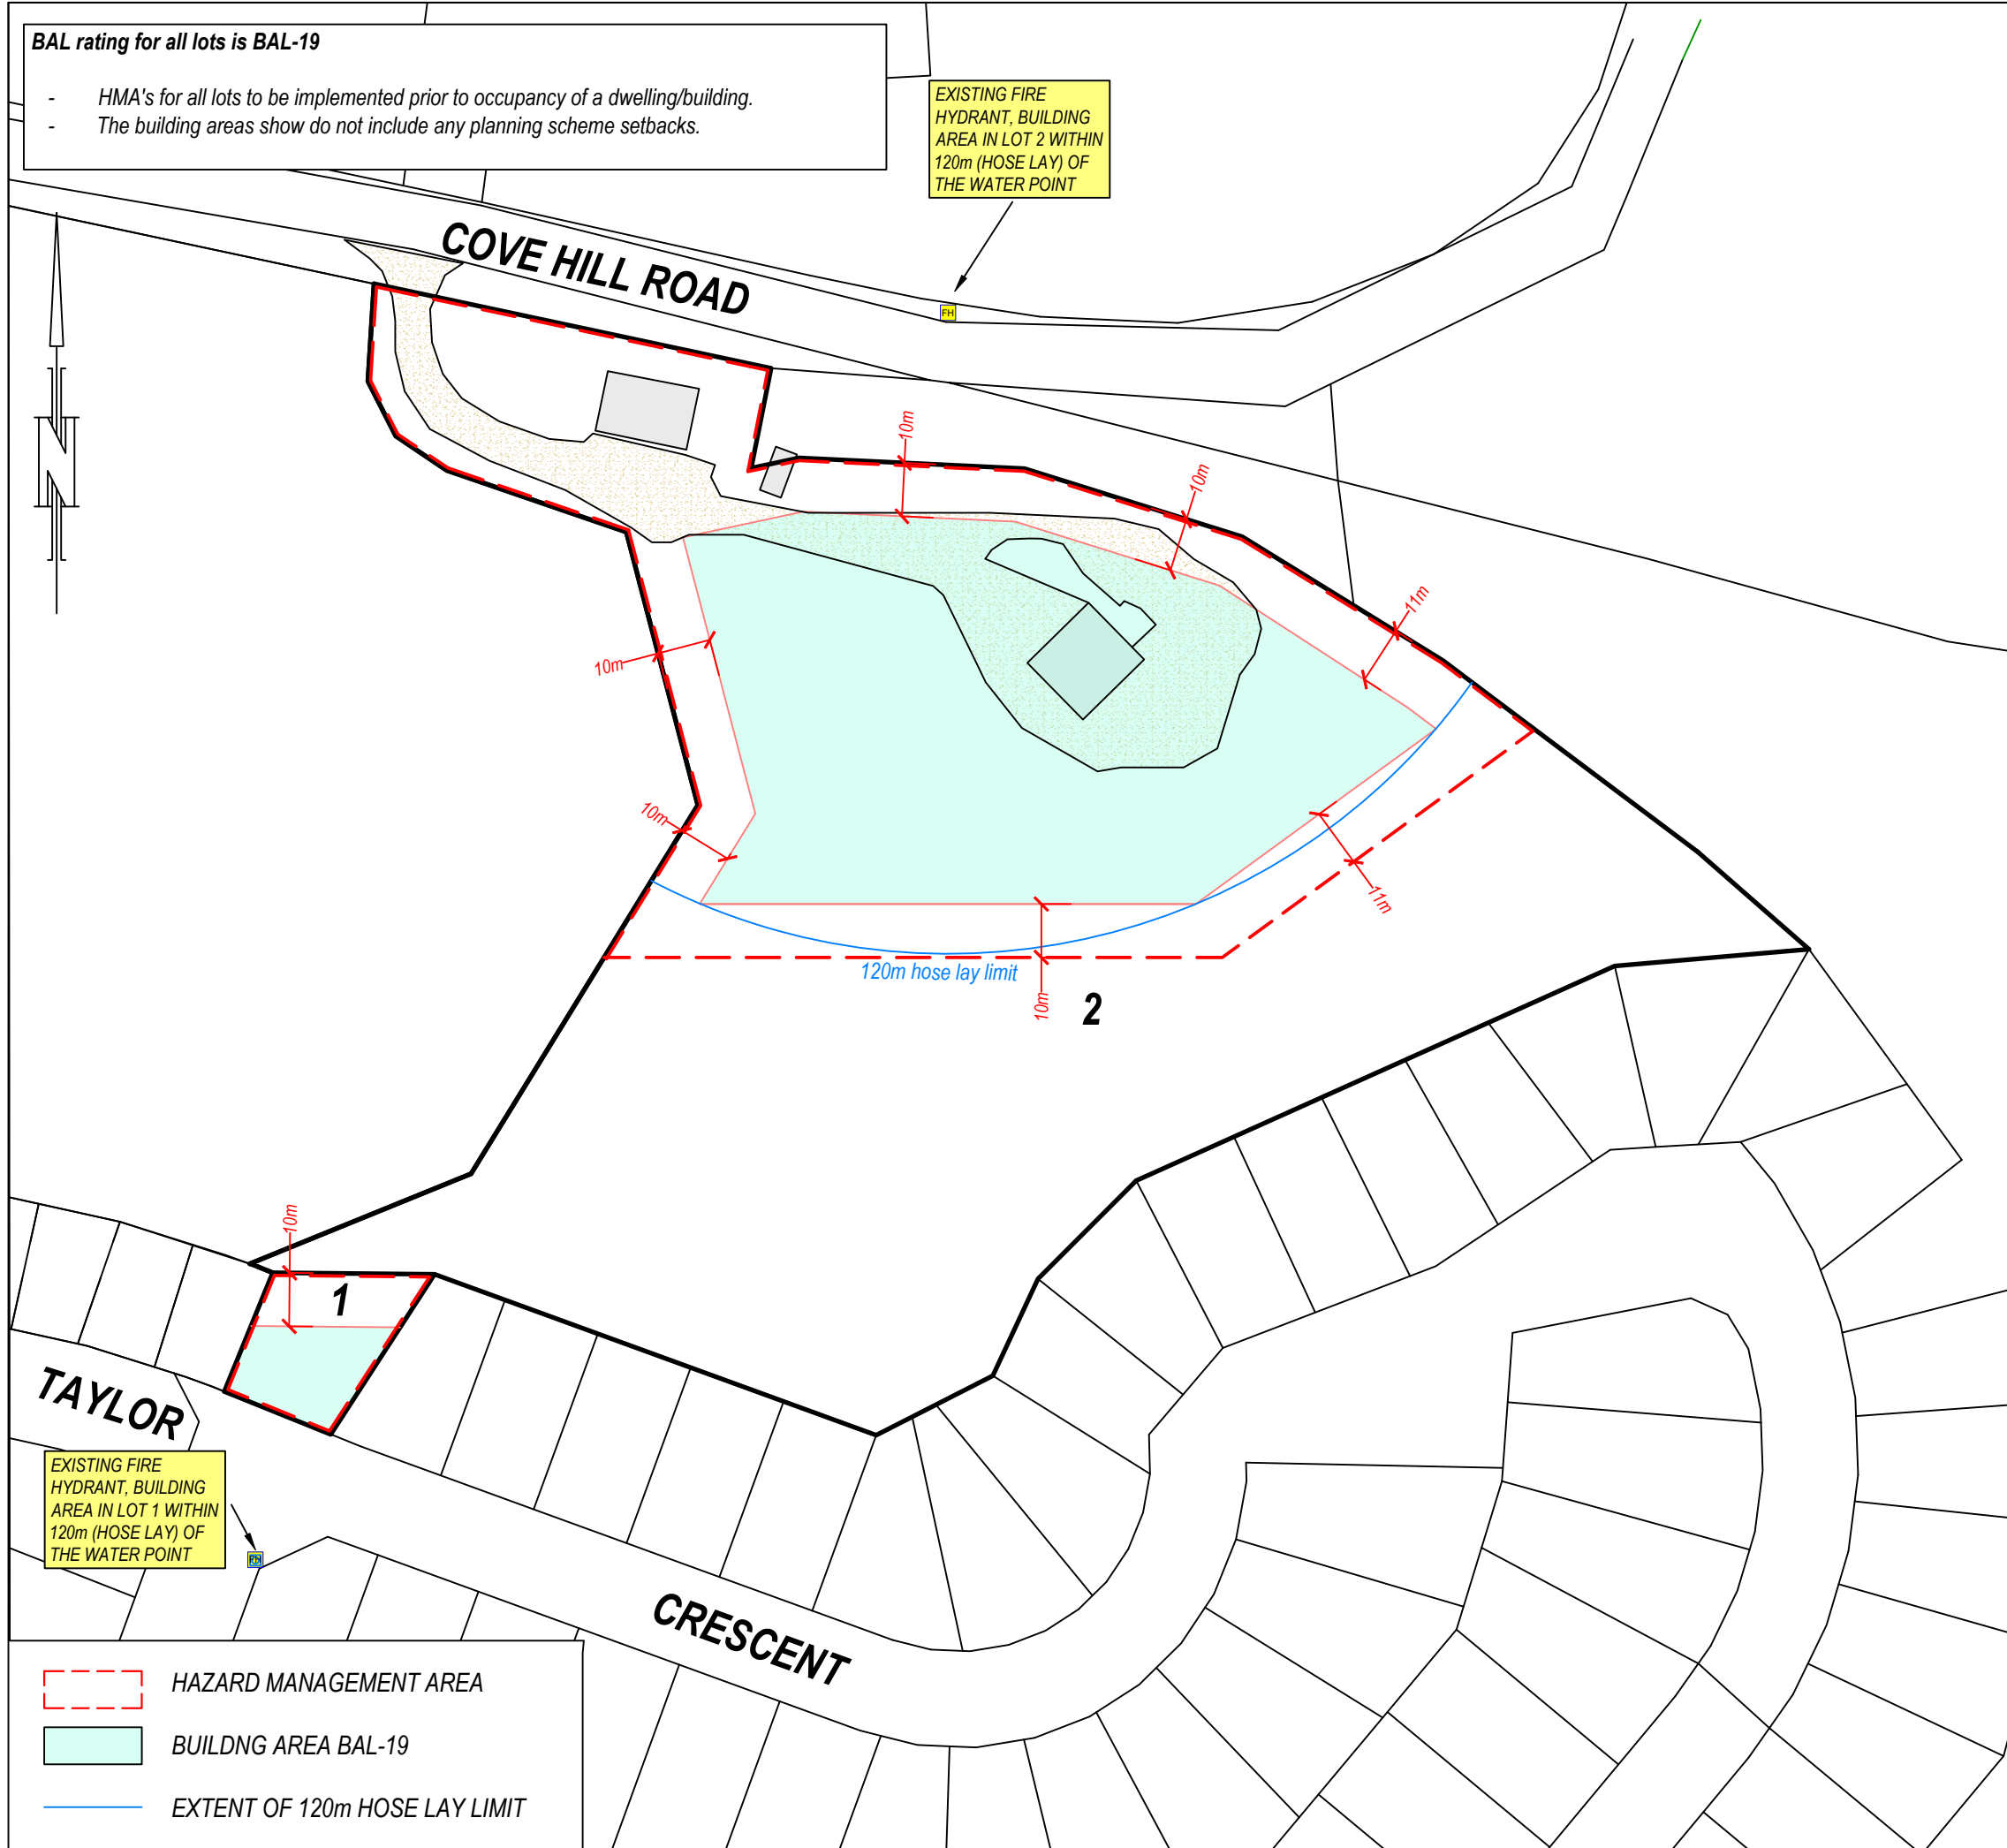 BAL rating for all lots is BAL-19
- HMA's for all lots to be implemented prior to occupancy of a dwelling/building.
- The building areas show do not include any planning scheme setbacks.
EXISTING FIRE
HYDRANT, BUILDING
AREA IN LOT 2 WITHIN
120m (HOSE LAY) OF
THE WATER POINT
COVE HILL ROAD
FH
N
10m
10m
11m
10m
10m
11m
120m hose lay limit
10m
2
10m
1
TAYLOR
EXISTING FIRE
HYDRANT, BUILDING
AREA IN LOT 1 WITHIN
120m (HOSE LAY) OF
THE WATER POINT
FH
CRESCENT
HAZARD MANAGEMENT AREA
BUILDNG AREA BAL-19
EXTENT OF 120m HOSE LAY LIMIT